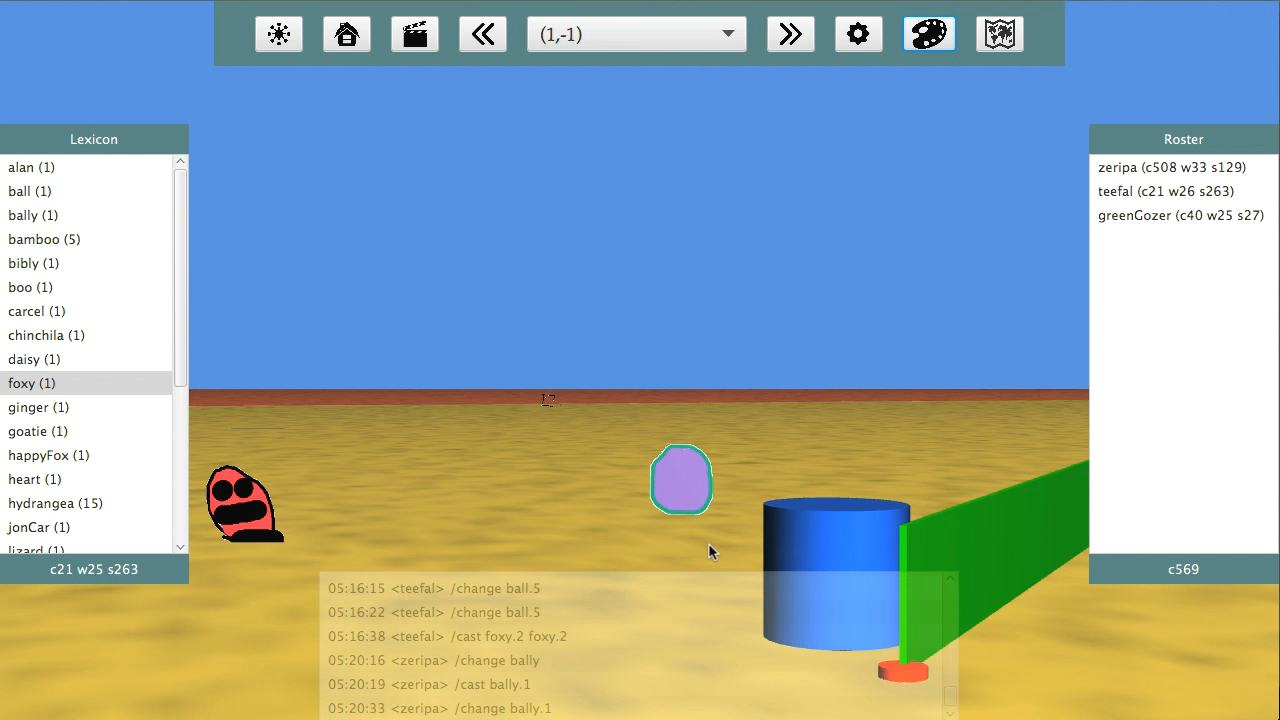 (1,-1)
Lexicon
alan (1)
ball (1)
bally (1)
bamboo (5)
bibly (1)
boo (1)
carcel (1)
chinchila (1)
daisy (1)
foxy (1)
ginger (1)
goatie (1)
happyFox (1)
heart (1)
hydrangea (15)
jonCar (1)
lizard (1)
c21 w25 s263
05:16:15 <teefal> /change ball.5
05:16:22 <teefal> /change ball.5
05:16:38 <teefal> /cast foxy.2 foxy.2
05:20:16 <zeripa> /change bally
05:20:19 <zeripa> /cast bally.1
05:20:33 <zeripa> /change bally.1
Roster
zeripa (c508 w33 s129)
teefal (c21 w26 s263)
greenGozer (c40 w25 s27)
c569